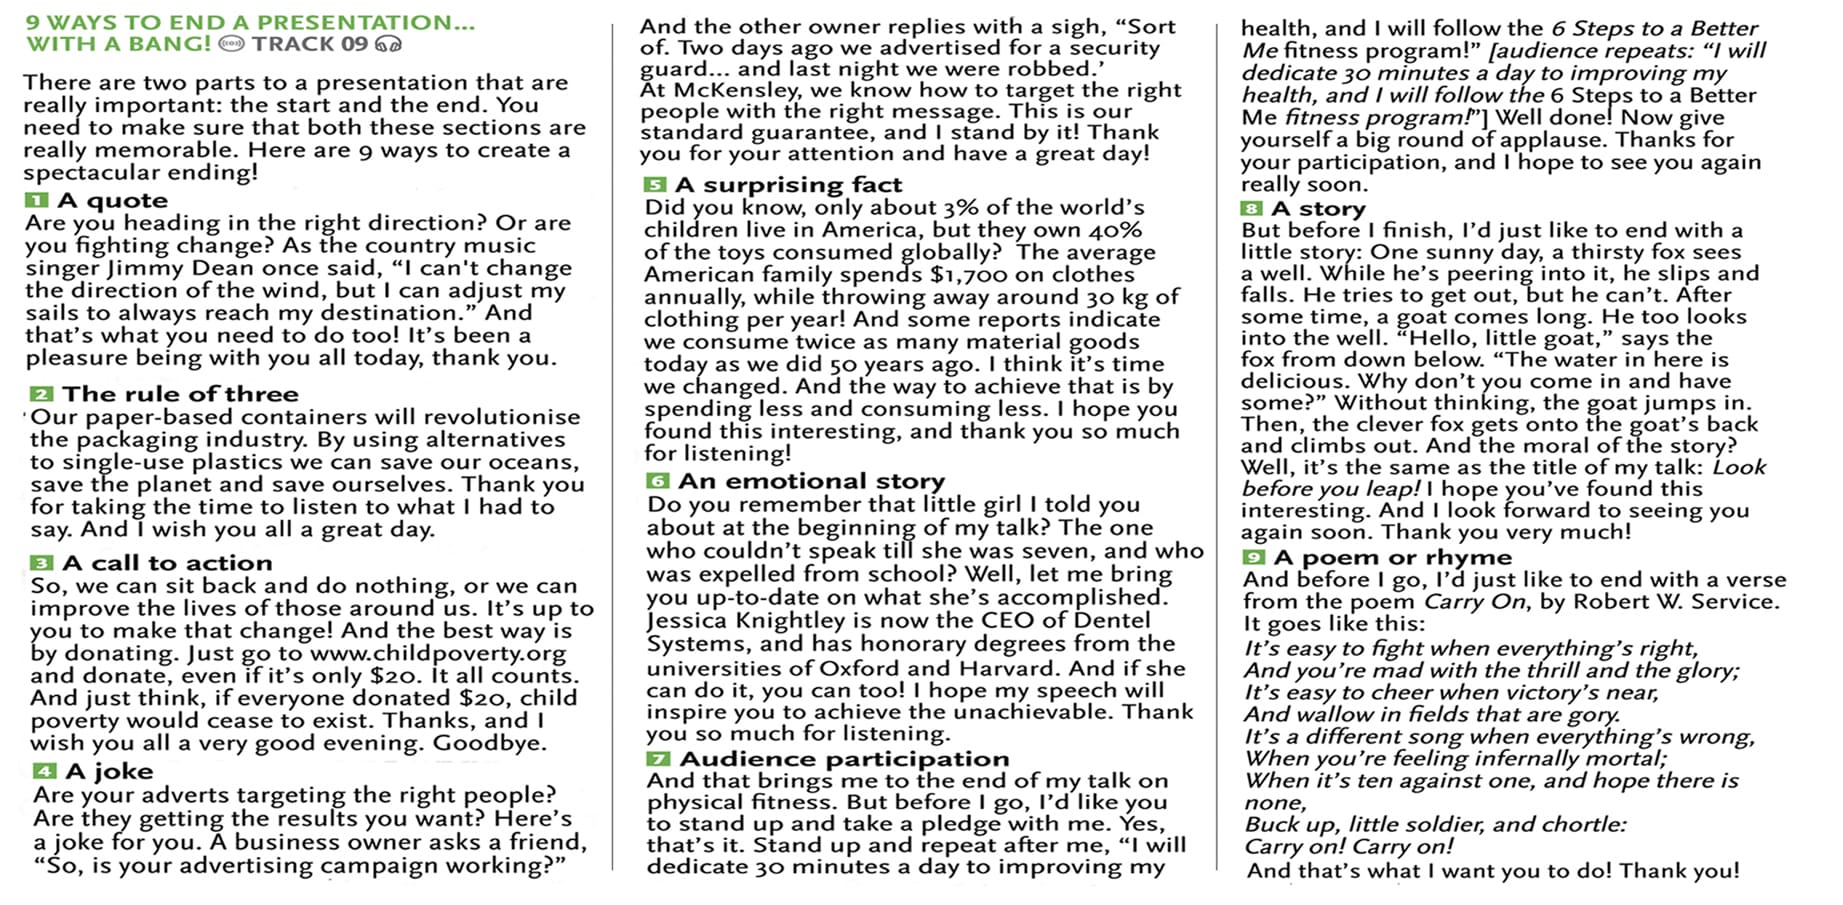 9 WAYS TO END A PRESENTATION...
WITH A BANG! TRACK 09
There are two parts to a presentation that are
really important: the start and the end. You
need to make sure that both these sections are
really memorable. Here are 9 ways to create a
spectacular ending!
1 A quote
Are you heading in the right direction? Or are
you fighting change? As the country music
singer Jimmy Dean once said, “I can't change
the direction of the wind, but I can adjust my
sails to always reach my destination.” And
that’s what you need to do too! It’s been a
pleasure being with you all today, thank you.
2 The rule of three
Our paper-based containers will revolutionise
the packaging industry. By using alternatives
to single-use plastics we can save our oceans,
save the planet and save ourselves. Thank you
for taking the time to listen to what I had to
say. And I wish you all a great day.
3 A call to action
So, we can sit back and do nothing, or we can
improve the lives of those around us. It’s up to
you to make that change! And the best way is
by donating. Just go to www.childpoverty.org
and donate, even if it’s only $20. It all counts.
And just think, if everyone donated $20, child
poverty would cease to exist. Thanks, and I
wish you all a very good evening. Goodbye.
4 A joke
Are your adverts targeting the right people?
Are they getting the results you want? Here’s
a joke for you. A business owner asks a friend,
“So, is your advertising campaign working?”
And the other owner replies with a sigh, “Sort
of. Two days ago we advertised for a security
guard... and last night we were robbed.’
At McKensley, we know how to target the right
people with the right message. This is our
standard guarantee, and I stand by it! Thank
you for your attention and have a great day!
5 A surprising fact
Did you know, only about 3% of the world’s
children live in America, but they own 40%
of the toys consumed globally? The average
American family spends $1,700 on clothes
annually, while throwing away around 30 kg of
clothing per year! And some reports indicate
we consume twice as many material goods
today as we did 50 years ago. I think it’s time
we changed. And the way to achieve that is by
spending less and consuming less. I hope you
found this interesting, and thank you so much
for listening!
6 An emotional story
Do you remember that little girl I told you
about at the beginning of my talk? The one
who couldn’t speak till she was seven, and who
was expelled from school? Well, let me bring
you up-to-date on what she’s accomplished.
Jessica Knightley is now the CEO of Dentel
Systems, and has honorary degrees from the
universities of Oxford and Harvard. And if she
can do it, you can too! I hope my speech will
inspire you to achieve the unachievable. Thank
you so much for listening.
7 Audience participation
And that brings me to the end of my talk on
physical fitness. But before I go, I’d like you
to stand up and take a pledge with me. Yes,
that’s it. Stand up and repeat after me, “I will
dedicate 30 minutes a day to improving my
health, and I will follow the 6 Steps to a Better
Me fitness program!” [audience repeats: “I will
dedicate 30 minutes a day to improving my
health, and I will follow the 6 Steps to a Better
Me fitness program!”] Well done! Now give
yourself a big round of applause. Thanks for
your participation, and I hope to see you again
really soon.
8 A story
But before I finish, I’d just like to end with a
little story: One sunny day, a thirsty fox sees
a well. While he’s peering into it, he slips and
falls. He tries to get out, but he can’t. After
some time, a goat comes long. He too looks
into the well. “Hello, little goat,” says the
fox from down below. “The water in here is
delicious. Why don’t you come in and have
some?” Without thinking, the goat jumps in.
Then, the clever fox gets onto the goat’s back
and climbs out. And the moral of the story?
Well, it’s the same as the title of my talk: Look
before you leap! I hope you’ve found this
interesting. And I look forward to seeing you
again soon. Thank you very much!
9 A poem or rhyme
And before I go, I’d just like to end with a verse
from the poem Carry On, by Robert W. Service.
It goes like this:
It’s easy to fight when everything’s right,
And you’re mad with the thrill and the glory;
It’s easy to cheer when victory’s near,
And wallow in fields that are gory.
It’s a different song when everything’s wrong,
When you’re feeling infernally mortal;
When it’s ten against one, and hope there is
none,
Buck up, little soldier, and chortle:
Carry on! Carry on!
And that’s what I want you to do! Thank you!